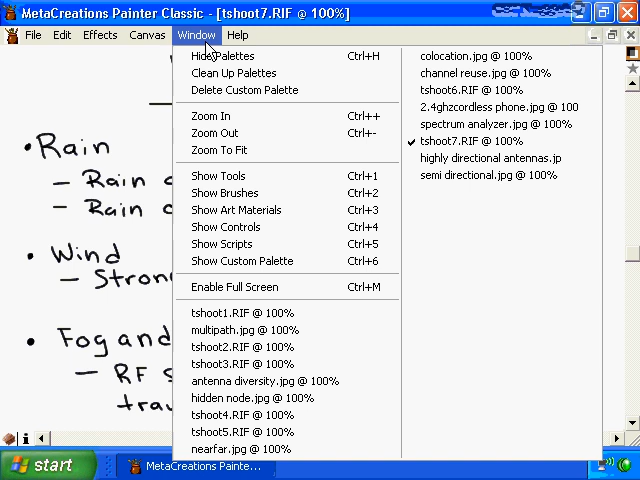 MetaCreations Painter Classic - [tshoot7.RIF @ 100%]
File Edit Effects Canvas Window Help
Hide Palettes Ctrl+H
Clean Up Palettes
Delete Custom Palette
Zoom In Ctrl++
Zoom Out Ctrl+-
Zoom To Fit
Show Tools Ctrl+1
Show Brushes Ctrl+2
Show Art Materials Ctrl+3
Show Controls Ctrl+4
Show Scripts Ctrl+5
Show Custom Palette Ctrl+6
Enable Full Screen Ctrl+M
tshoot1.RIF @ 100%
multipath.jpg @ 100%
tshoot2.RIF @ 100%
tshoot3.RIF @ 100%
antenna diversity.jpg @ 100%
hidden node.jpg @ 100%
tshoot4.RIF @ 100%
tshoot5.RIF @ 100%
nearfar.jpg @ 100%
colocation.jpg @ 100%
channel reuse.jpg @ 100%
tshoot6.RIF @ 100%
2.4ghzcordless phone.jpg @ 100
spectrum analyzer.jpg @ 100%
tshoot7.RIF @ 100%
highly directional antennas.jp
semi directional.jpg @ 100%
• Rain
– Rain
– Rain
• Wind
– Stron
• Fog and
– RF
trav
start MetaCreations Painte... PM